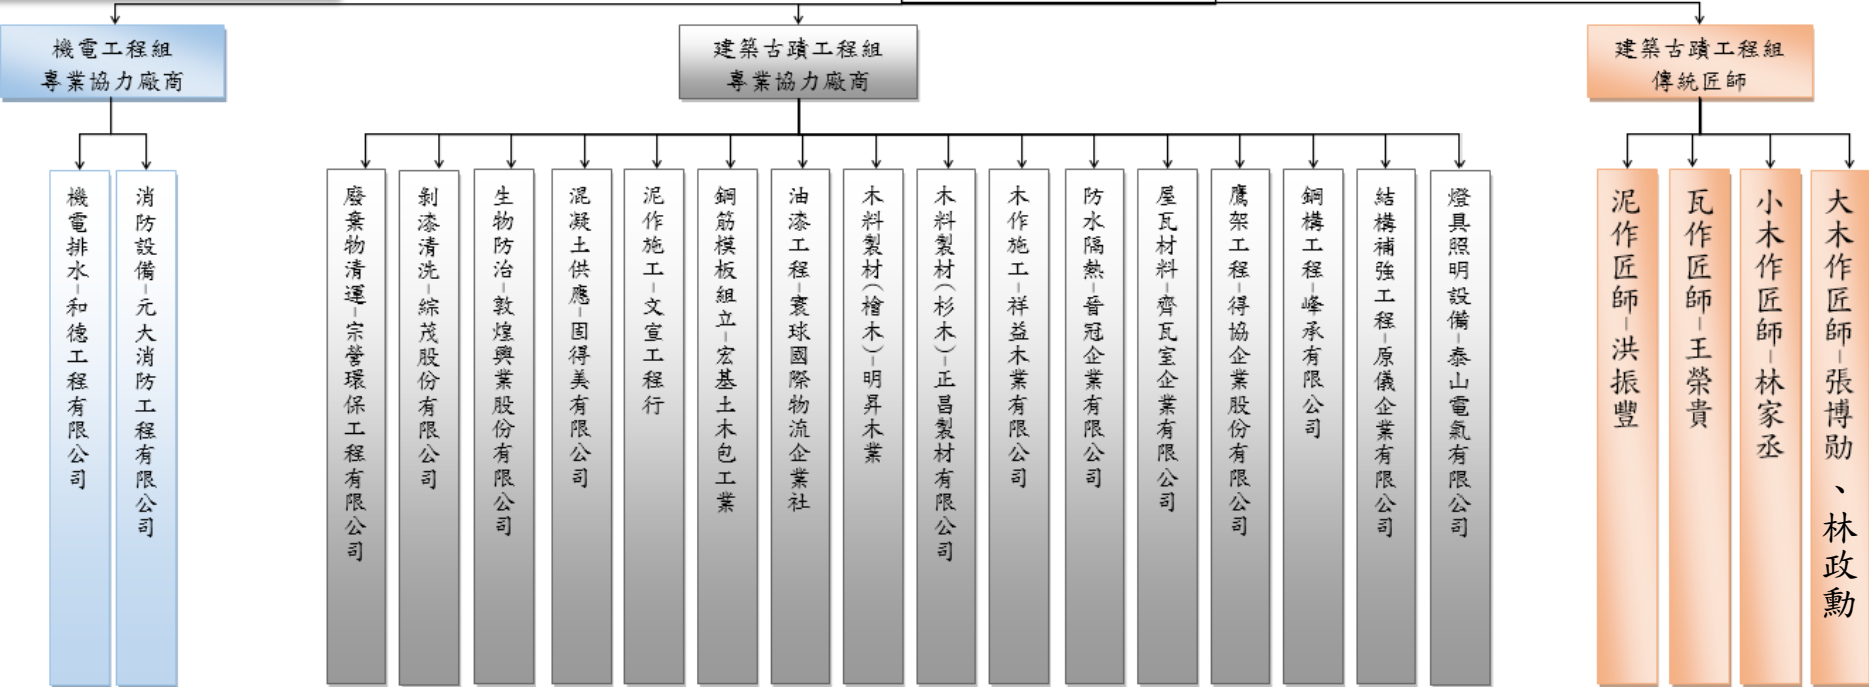 機電工程組
專業協力廠商
建築古蹟工程組
專業協力廠商
建築古蹟工程組
傳統匠師
機電排水-和德工程有限公司
消防設備-元大消防工程有限公司
廢棄物清運-宗營環保工程有限公司
剝漆清洗-綜茂股份有限公司
生物防治-敦煌興業股份有限公司
混凝土供應-固得美有限公司
泥作施工-文宣工程行
鋼筋模板組立-宏基土木包工業
油漆工程-寰球國際物流企業社
木料製材(檜木)-明昇木業
木料製材(杉木)-正昌製材有限公司
木作施工-祥益木業有限公司
防水隔熱-晉冠企業有限公司
屋瓦材料-齊瓦室企業有限公司
鷹架工程-得協企業股份有限公司
鋼構工程-峰承有限公司
結構補強工程-原儀企業有限公司
燈具照明設備-泰山電氣有限公司
泥作匠師-洪振豐
瓦作匠師-王榮貴
小木作匠師-林家丞
大木作匠師-張博勛、林政勳